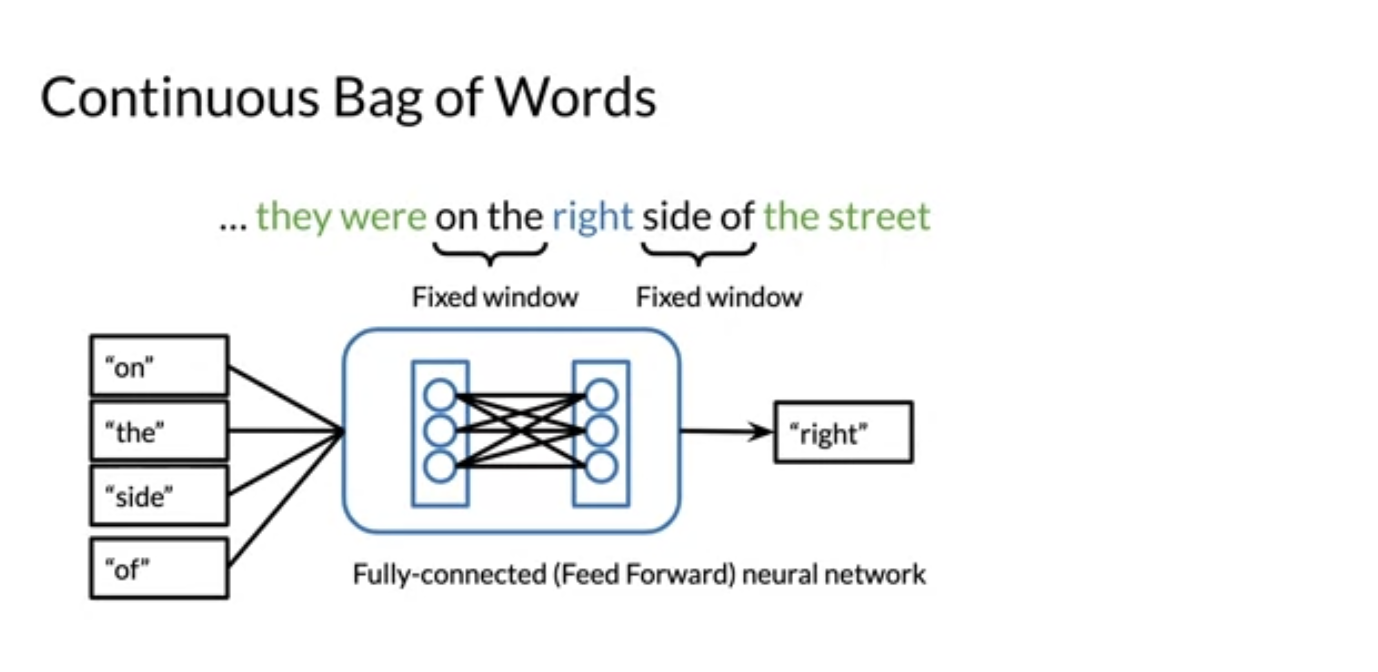 Continuous Bag of Words
... they were on the right side of the street
Fixed window Fixed window
“on”
“the”
“side”
“of”
“right”
Fully-connected (Feed Forward) neural network